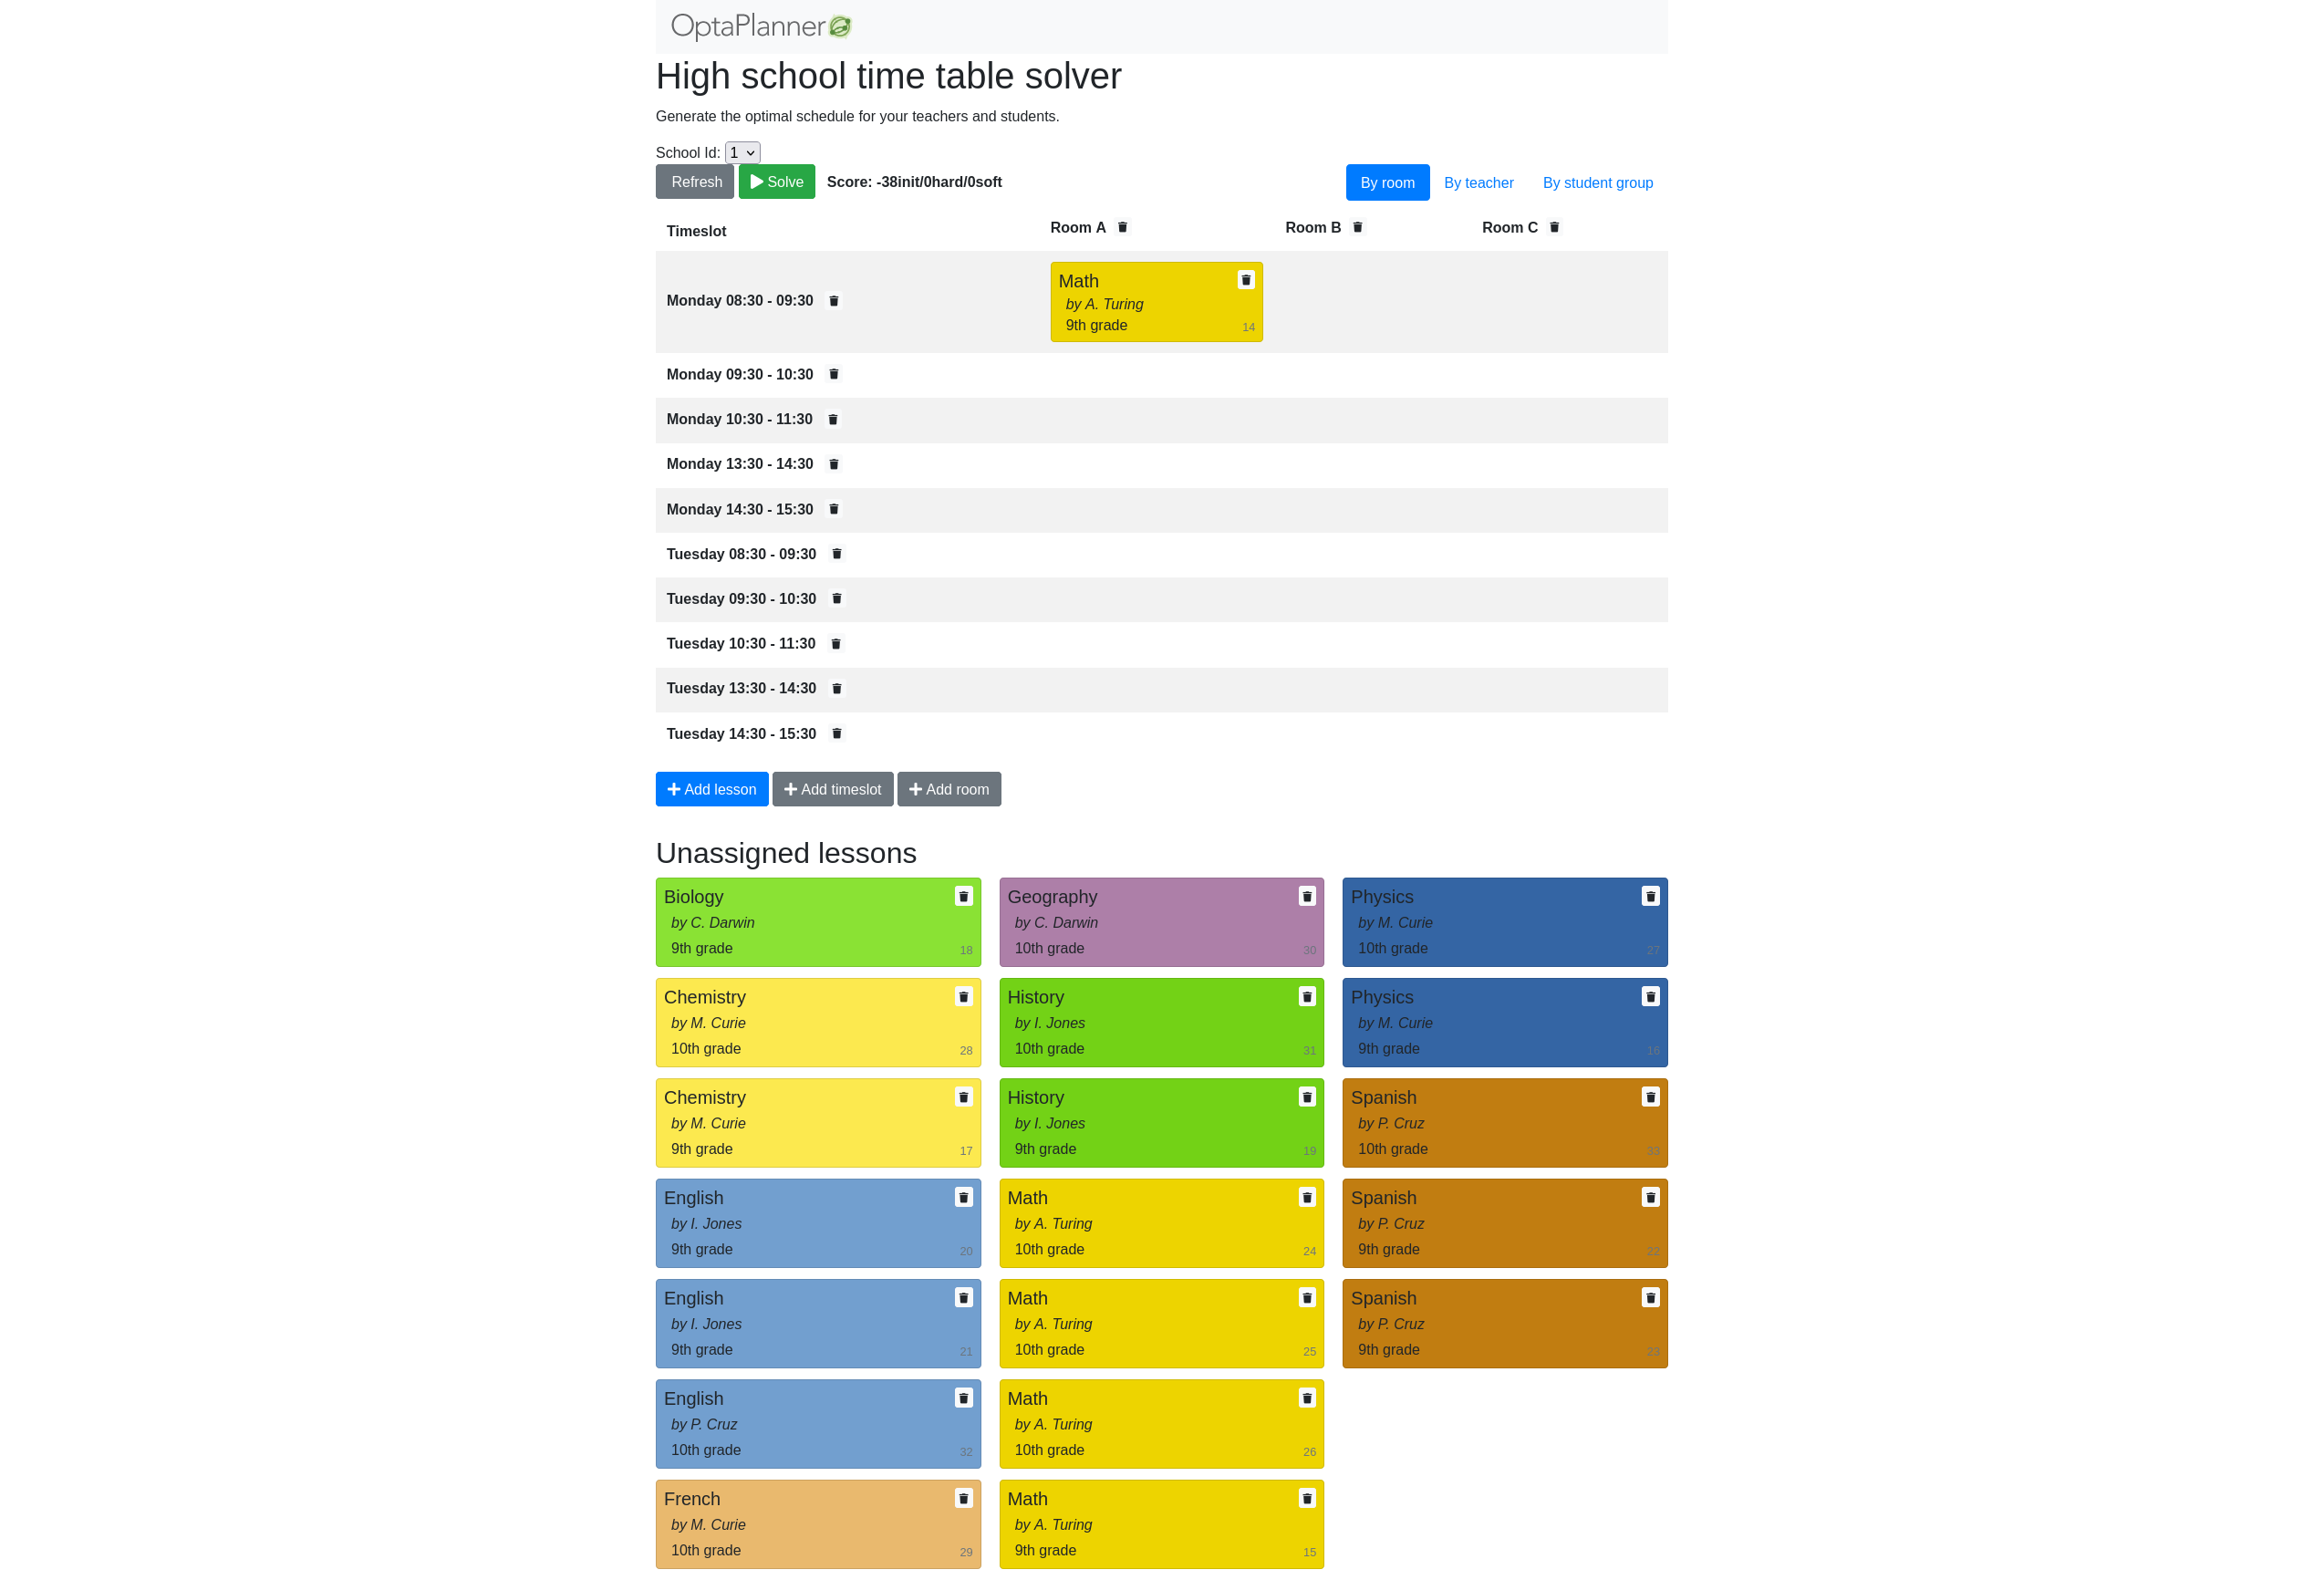 OptaPlanner
High school time table solver
Generate the optimal schedule for your teachers and students.
School Id: 1
Refresh Solve Score: -38init/0hard/0soft By room By teacher By student group
Timeslot Room A Room B Room C
Monday 08:30 - 09:30
Math
by A. Turing
9th grade 14
Monday 09:30 - 10:30
Monday 10:30 - 11:30
Monday 13:30 - 14:30
Monday 14:30 - 15:30
Tuesday 08:30 - 09:30
Tuesday 09:30 - 10:30
Tuesday 10:30 - 11:30
Tuesday 13:30 - 14:30
Tuesday 14:30 - 15:30
Add lesson Add timeslot Add room
Unassigned lessons
Biology
by C. Darwin
9th grade 18
Geography
by C. Darwin
10th grade 30
Physics
by M. Curie
10th grade 27
Chemistry
by M. Curie
10th grade 28
History
by I. Jones
10th grade 31
Physics
by M. Curie
9th grade 16
Chemistry
by M. Curie
9th grade 17
History
by I. Jones
9th grade 19
Spanish
by P. Cruz
10th grade 33
English
by I. Jones
9th grade 20
Math
by A. Turing
10th grade 24
Spanish
by P. Cruz
9th grade 22
English
by I. Jones
9th grade 21
Math
by A. Turing
10th grade 25
Spanish
by P. Cruz
9th grade 23
English
by P. Cruz
10th grade 32
Math
by A. Turing
10th grade 26
French
by M. Curie
10th grade 29
Math
by A. Turing
9th grade 15